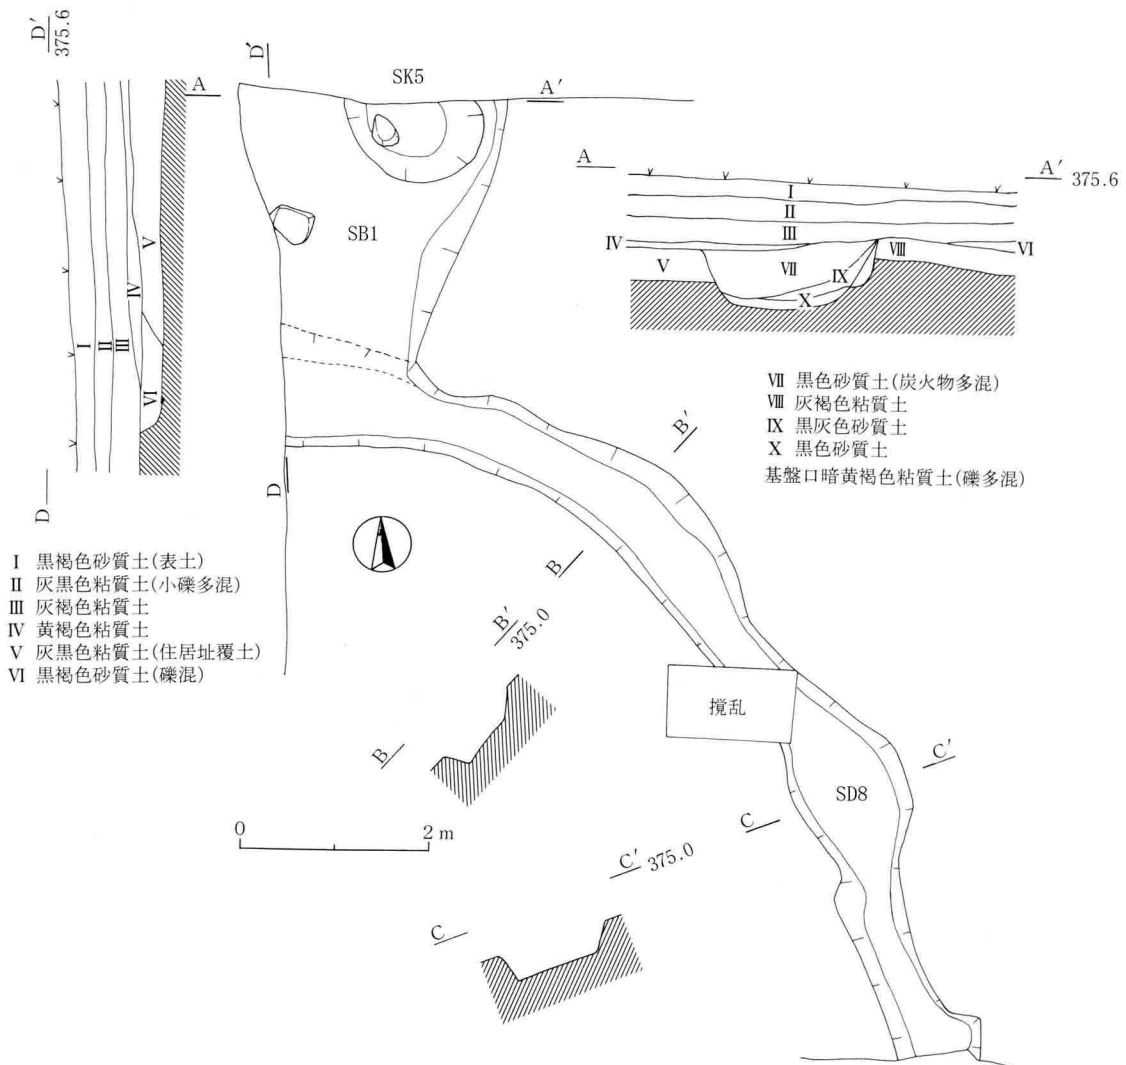 D′
375.6
D′
SK5
A
A′
A
A′ 375.6
I
II
III
IV
VI
V
VII
VIII
IX
X
SB1
V
IV
I
II
III
VI
VII 黒色砂質土(炭火物多混)
VIII 灰褐色粘質土
IX 黒灰色砂質土
X 黒色砂質土
基盤口暗黄褐色粘質土(礫多混)
B′
D
D
B
I 黒褐色砂質土(表土)
II 灰黒色粘質土(小礫多混)
III 灰褐色粘質土
IV 黄褐色粘質土
V 灰黒色粘質土(住居址覆土)
VI 黒褐色砂質土(礫混)
B′
375.0
撹乱
B
C′
SD8
C
0 2 m
C′ 375.0
C